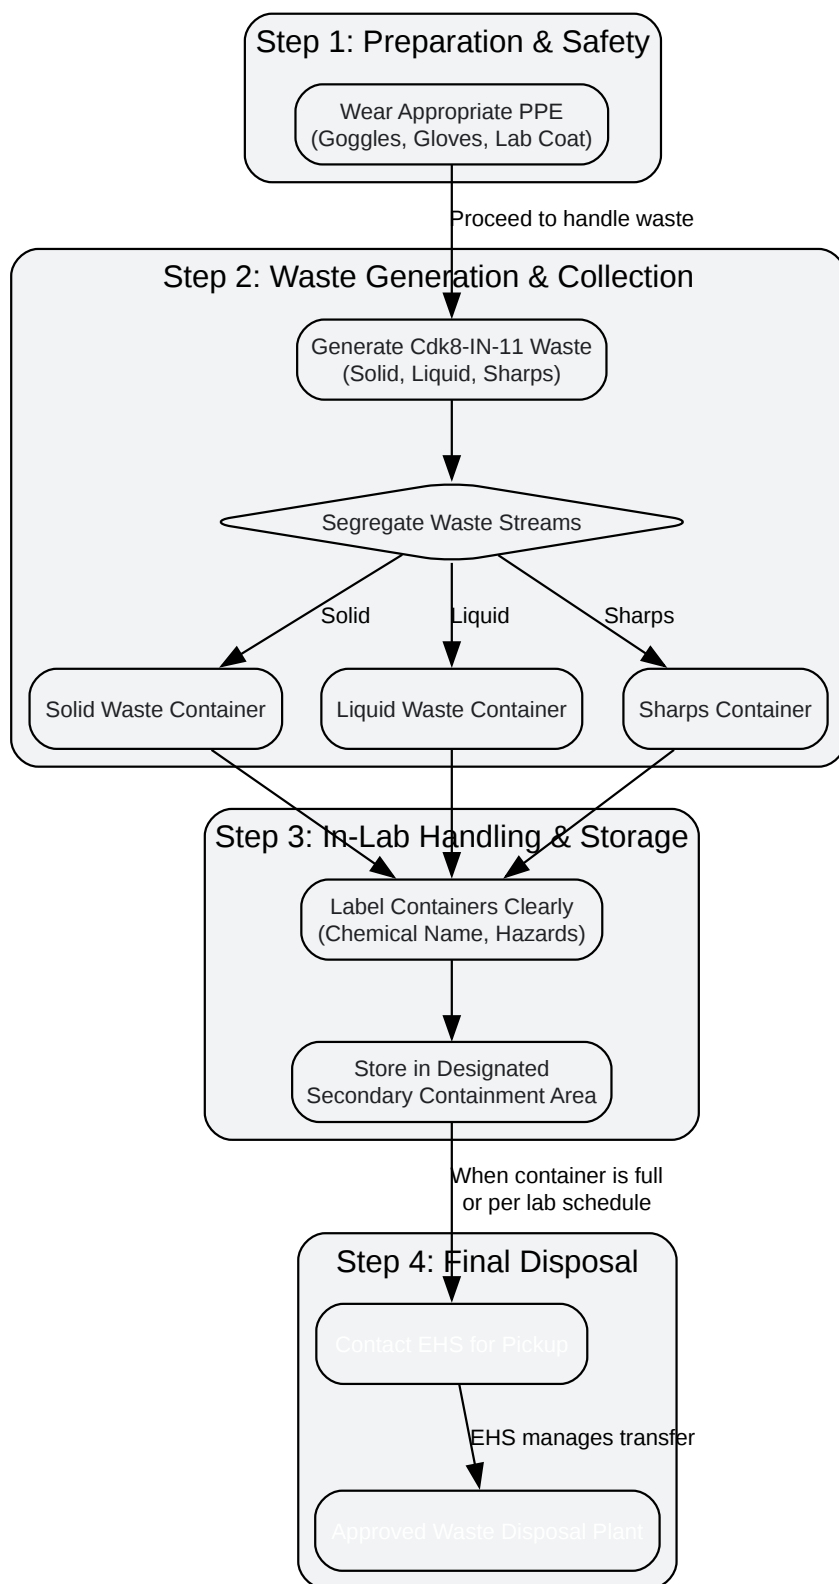 Step 1: Preparation & Safety
Wear Appropriate PPE
(Goggles, Gloves, Lab Coat)
Proceed to handle waste
Step 2: Waste Generation & Collection
Generate Cdk8-IN-11 Waste
(Solid, Liquid, Sharps)
Segregate Waste Streams
Solid
Liquid
Sharps
Solid Waste Container
Liquid Waste Container
Sharps Container
Step 3: In-Lab Handling & Storage
Label Containers Clearly
(Chemical Name, Hazards)
Store in Designated
Secondary Containment Area
When container is full
or per lab schedule
Step 4: Final Disposal
Contact EHS for Pickup
EHS manages transfer
Approved Waste Disposal Plant